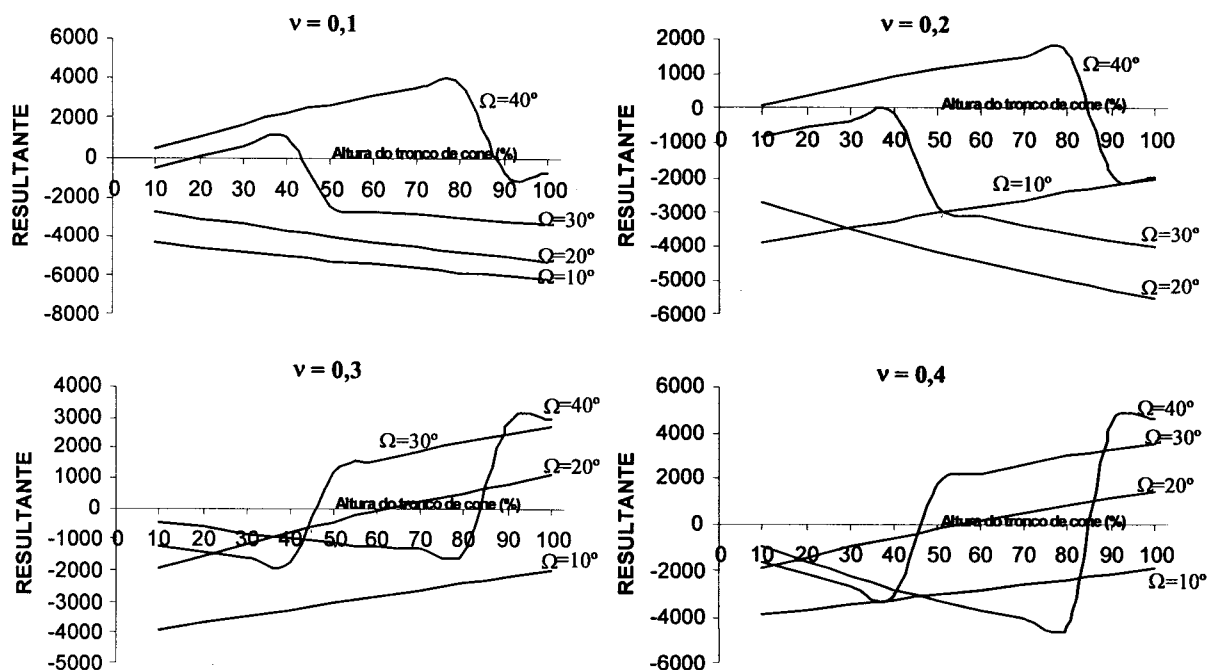 ν = 0,1
6000
4000
2000
0
-2000
-4000
-6000
-8000
RESULTANTE
Altura do tronco de cone (%)
0 10 20 30 40 50 60 70 80 90 100
Ω=40º
Ω=30º
Ω=20º
Ω=10º
ν = 0,2
2000
1000
0
-1000
-2000
-3000
-4000
-5000
-6000
RESULTANTE
Altura do tronco de cone (%)
0 10 20 30 40 50 60 70 80 90 100
Ω=40º
Ω=10º
Ω=30º
Ω=20º
ν = 0,3
4000
3000
2000
1000
0
-1000
-2000
-3000
-4000
-5000
RESULTANTE
Altura do tronco de cone (%)
0 10 20 30 40 50 60 70 80 90 100
Ω=40º
Ω=30º
Ω=20º
Ω=10º
ν = 0,4
6000
4000
2000
0
-2000
-4000
-6000
RESULTANTE
Altura do tronco de cone (%)
0 10 20 30 40 50 60 70 80 90 100
Ω=40º
Ω=30º
Ω=20º
Ω=10º